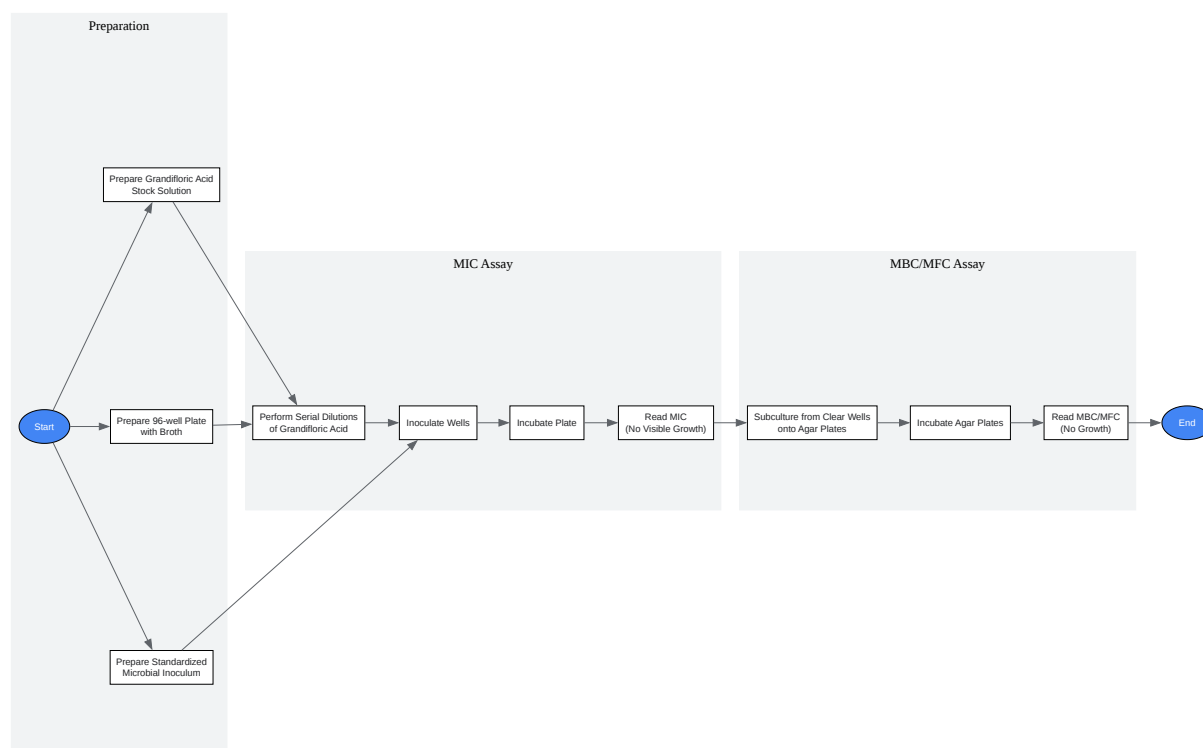 Preparation
Prepare Grandifloric Acid
Stock Solution
MIC Assay
MBC/MFC Assay
Start
Prepare 96-well Plate
with Broth
Perform Serial Dilutions
of Grandifloric Acid
Inoculate Wells
Incubate Plate
Read MIC
(No Visible Growth)
Subculture from Clear Wells
onto Agar Plates
Incubate Agar Plates
Read MBC/MFC
(No Growth)
End
Prepare Standardized
Microbial Inoculum